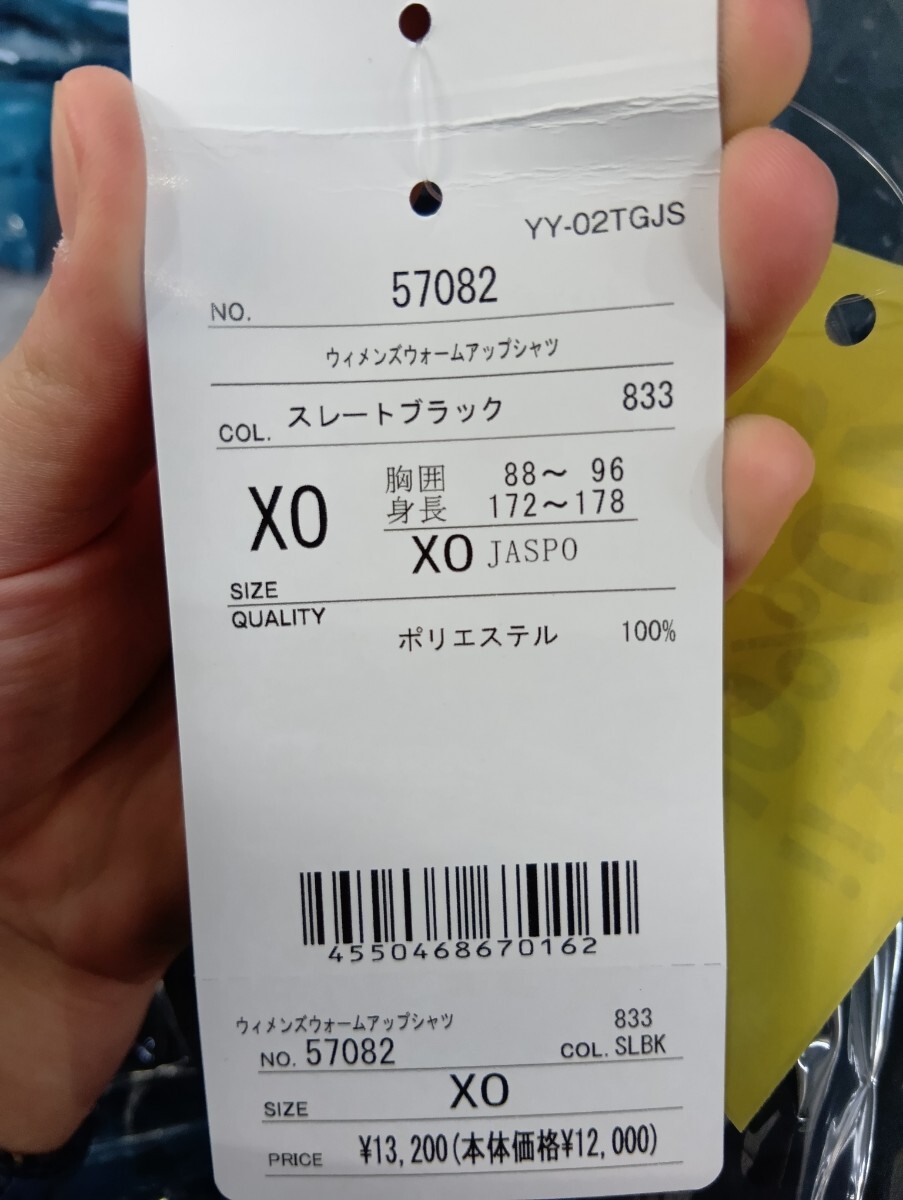 YY-02TGJS
NO. 57082
ウィメンズウォームアップシャツ
COL. スレートブラック 833
胸囲 88〜 96
身長 172〜178
XO
XO JASPO
SIZE
QUALITY
ポリエステル 100%
4550468670162
ウィメンズウォームアップシャツ 833
NO. 57082 COL. SLBK
SIZE XO
PRICE ¥13,200(本体価格¥12,000)